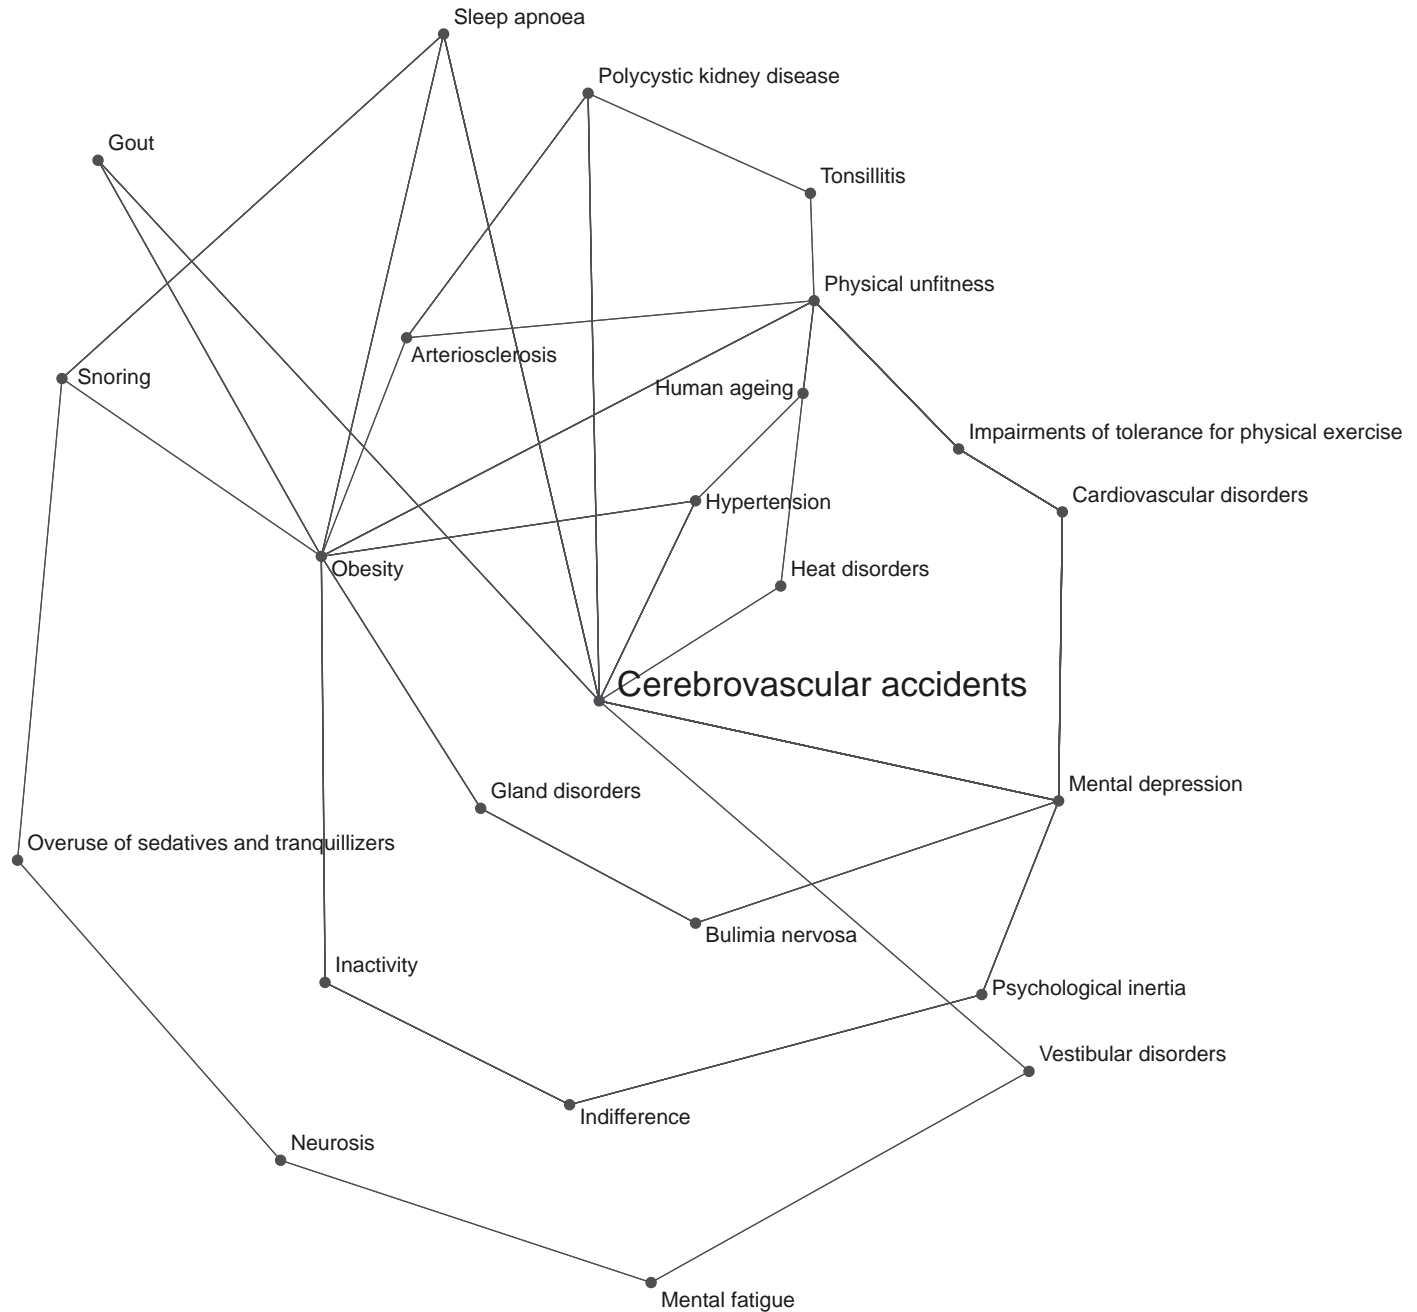 Sleep apnoea
Polycystic kidney disease
Gout
Tonsillitis
Physical unfitness
Arteriosclerosis
Snoring
Human ageing
Impairments of tolerance for physical exercise
Cardiovascular disorders
Hypertension
Obesity
Heat disorders
Cerebrovascular accidents
Mental depression
Gland disorders
Overuse of sedatives and tranquillizers
Bulimia nervosa
Inactivity
Psychological inertia
Vestibular disorders
Indifference
Neurosis
Mental fatigue